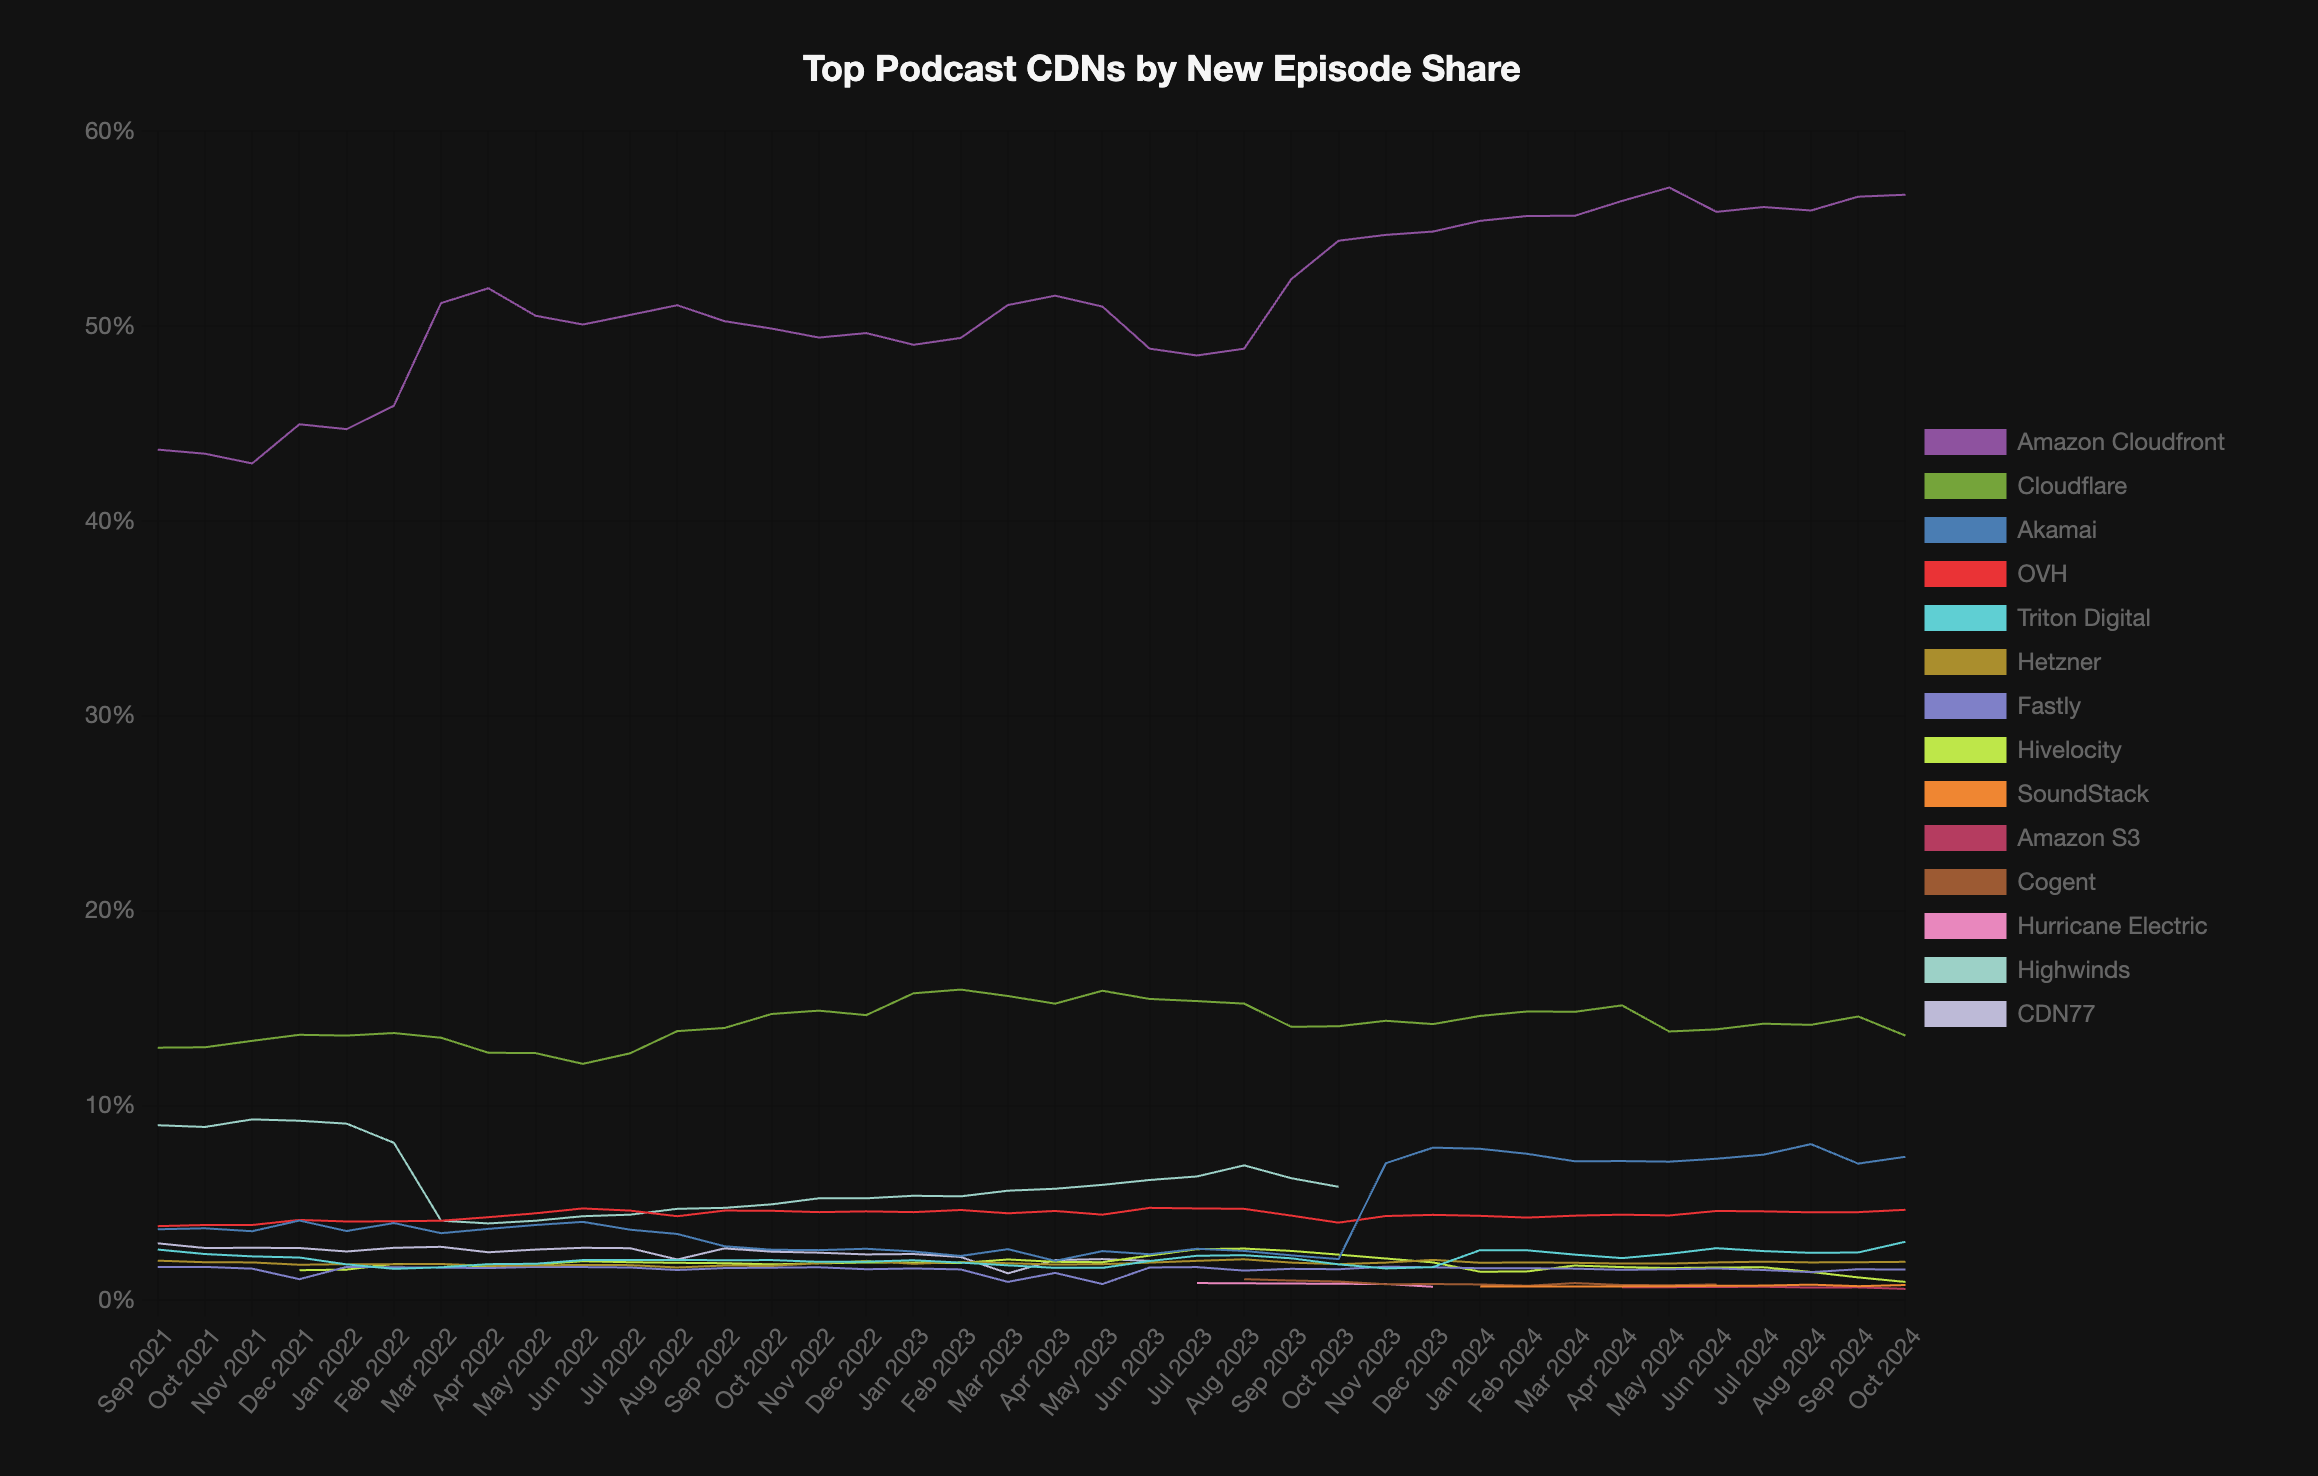 Top Podcast CDNs by New Episode Share
60%
50%
40%
30%
20%
10%
0%
Sep 2021
Oct 2021
Nov 2021
Dec 2021
Jan 2022
Feb 2022
Mar 2022
Apr 2022
May 2022
Jun 2022
Jul 2022
Aug 2022
Sep 2022
Oct 2022
Nov 2022
Dec 2022
Jan 2023
Feb 2023
Mar 2023
Apr 2023
May 2023
Jun 2023
Jul 2023
Aug 2023
Sep 2023
Oct 2023
Nov 2023
Dec 2023
Jan 2024
Feb 2024
Mar 2024
Apr 2024
May 2024
Jun 2024
Jul 2024
Aug 2024
Sep 2024
Oct 2024
Amazon Cloudfront
Cloudflare
Akamai
OVH
Triton Digital
Hetzner
Fastly
Hivelocity
SoundStack
Amazon S3
Cogent
Hurricane Electric
Highwinds
CDN77